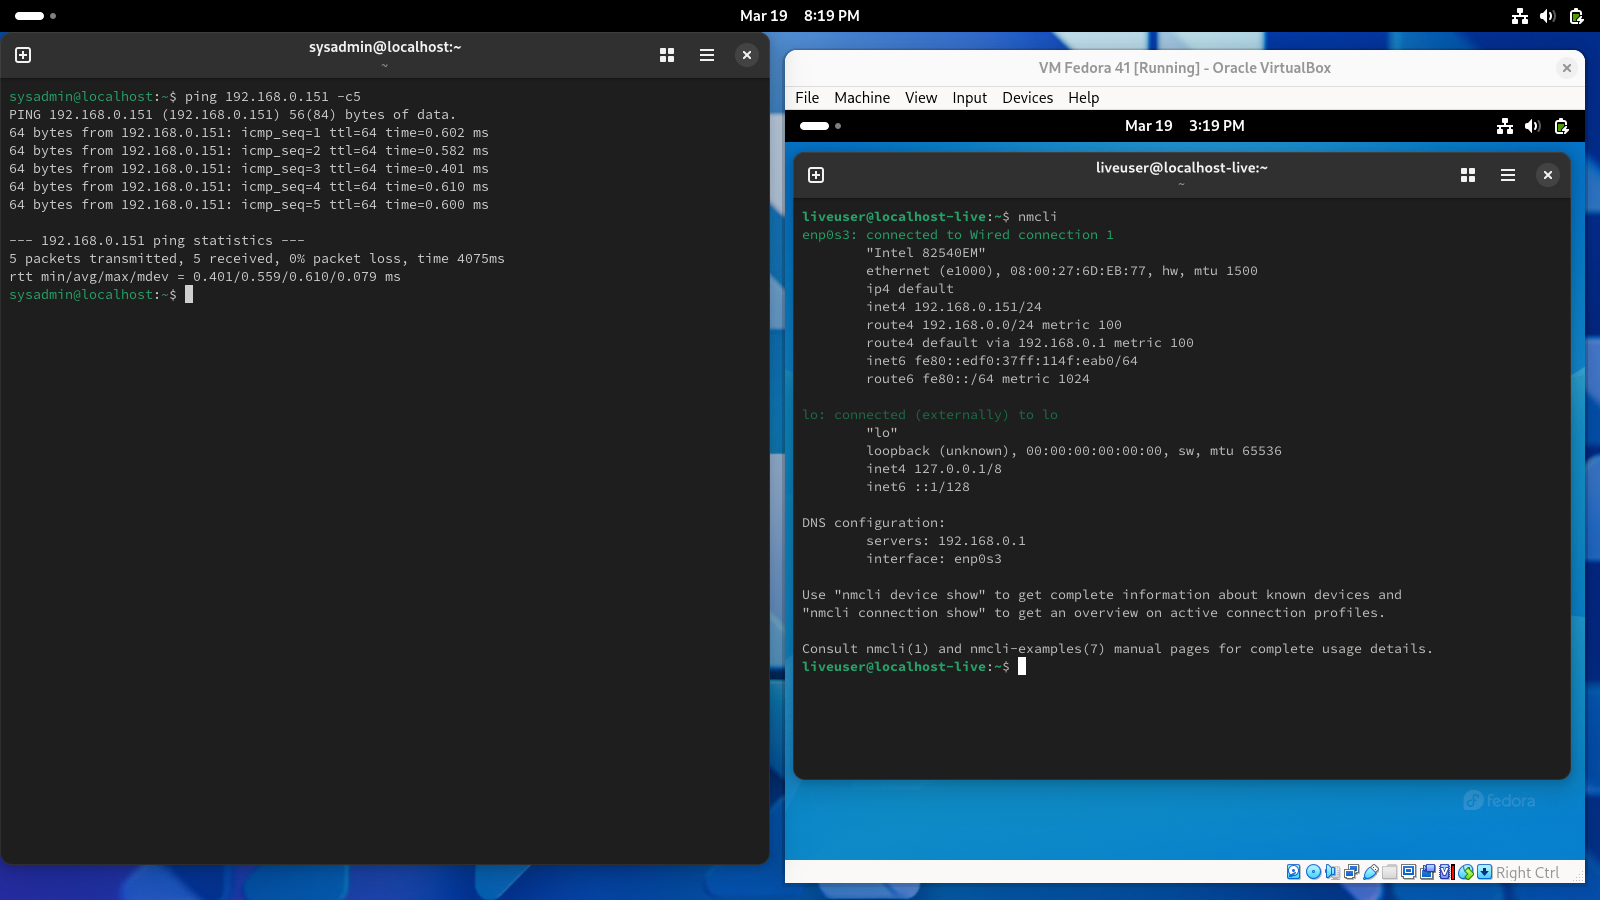 Mar 19 8:19 PM
sysadmin@localhost:~
~
sysadmin@localhost:~$ ping 192.168.0.151 -c5
PING 192.168.0.151 (192.168.0.151) 56(84) bytes of data.
64 bytes from 192.168.0.151: icmp_seq=1 ttl=64 time=0.602 ms
64 bytes from 192.168.0.151: icmp_seq=2 ttl=64 time=0.582 ms
64 bytes from 192.168.0.151: icmp_seq=3 ttl=64 time=0.401 ms
64 bytes from 192.168.0.151: icmp_seq=4 ttl=64 time=0.610 ms
64 bytes from 192.168.0.151: icmp_seq=5 ttl=64 time=0.600 ms
--- 192.168.0.151 ping statistics ---
5 packets transmitted, 5 received, 0% packet loss, time 4075ms
rtt min/avg/max/mdev = 0.401/0.559/0.610/0.079 ms
sysadmin@localhost:~$
VM Fedora 41 [Running] - Oracle VirtualBox
File Machine View Input Devices Help
Mar 19 3:19 PM
liveuser@localhost-live:~
~
liveuser@localhost-live:~$ nmcli
enp0s3: connected to Wired connection 1
"Intel 82540EM"
ethernet (e1000), 08:00:27:6D:EB:77, hw, mtu 1500
ip4 default
inet4 192.168.0.151/24
route4 192.168.0.0/24 metric 100
route4 default via 192.168.0.1 metric 100
inet6 fe80::edf0:37ff:114f:eab0/64
route6 fe80::/64 metric 1024
lo: connected (externally) to lo
"lo"
loopback (unknown), 00:00:00:00:00:00, sw, mtu 65536
inet4 127.0.0.1/8
inet6 ::1/128
DNS configuration:
servers: 192.168.0.1
interface: enp0s3
Use "nmcli device show" to get complete information about known devices and
"nmcli connection show" to get an overview on active connection profiles.
Consult nmcli(1) and nmcli-examples(7) manual pages for complete usage details.
liveuser@localhost-live:~$
fedora
Right Ctrl